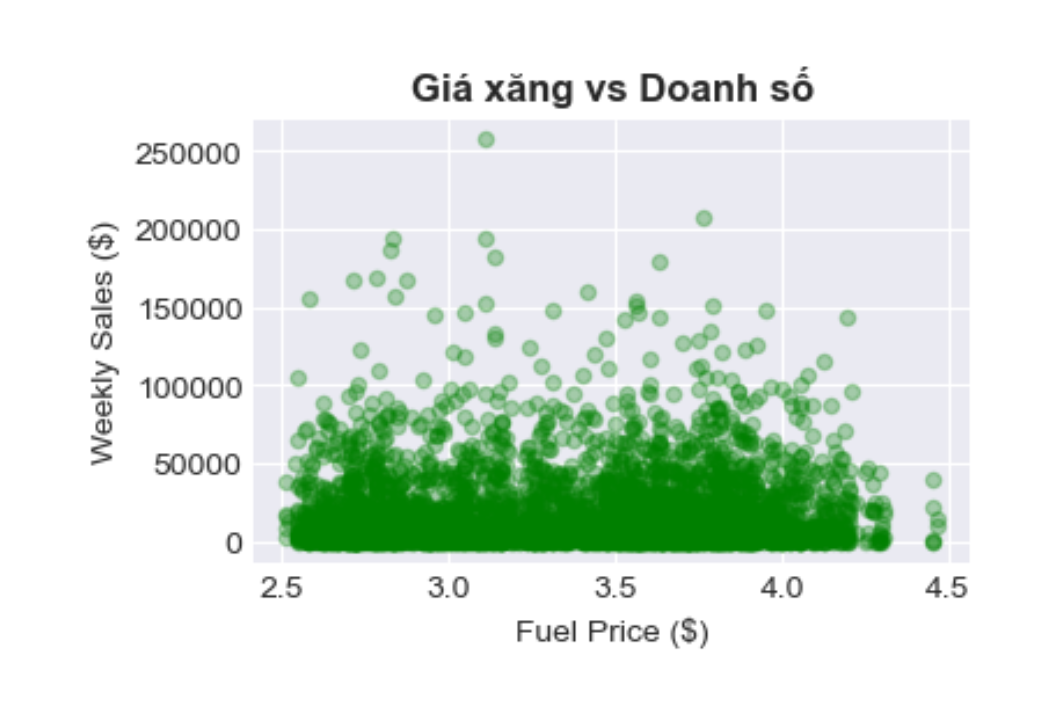 Giá xăng vs Doanh số
250000
200000
150000
100000
50000
0
Weekly Sales ($)
2.5 3.0 3.5 4.0 4.5
Fuel Price ($)